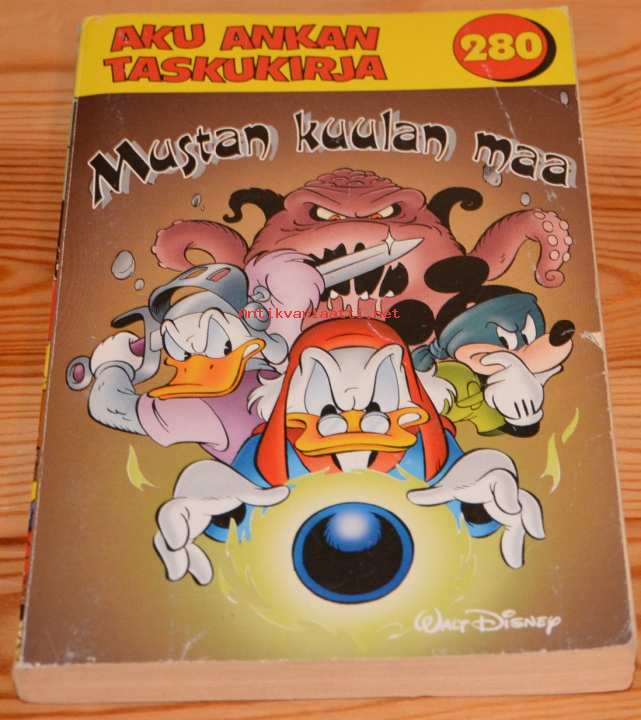 AKU ANKAN
TASKUKIRJA
280
Mustan kuulan maa
antikvariaatti.net
WALT DISNEY